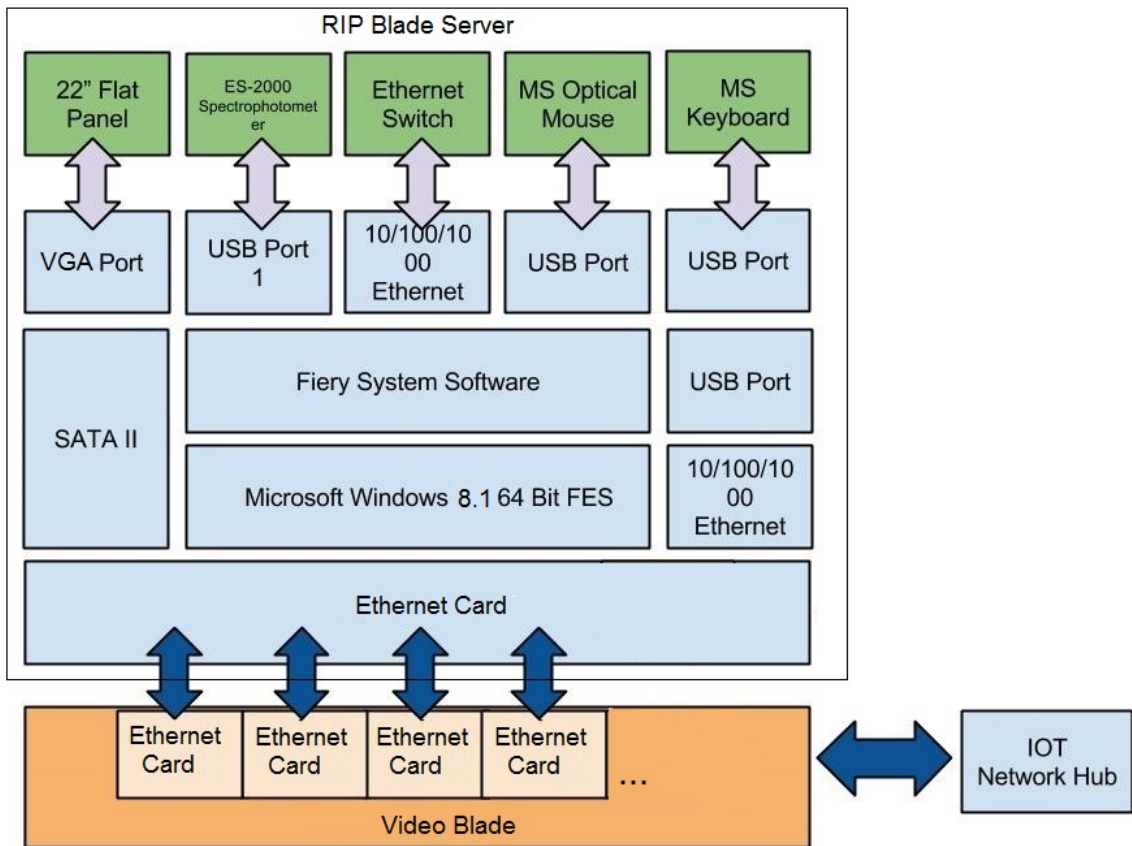 RIP Blade Server
22” Flat
Panel
ES-2000
Spectrophotomet
er
Ethernet
Switch
MS Optical
Mouse
MS
Keyboard
VGA Port
USB Port
1
10/100/10
00
Ethernet
USB Port
USB Port
SATA II
Fiery System Software
USB Port
Microsoft Windows 8.1 64 Bit FES
10/100/10
00
Ethernet
Ethernet Card
Ethernet
Card
Ethernet
Card
Ethernet
Card
Ethernet
Card
...
Video Blade
IOT
Network Hub